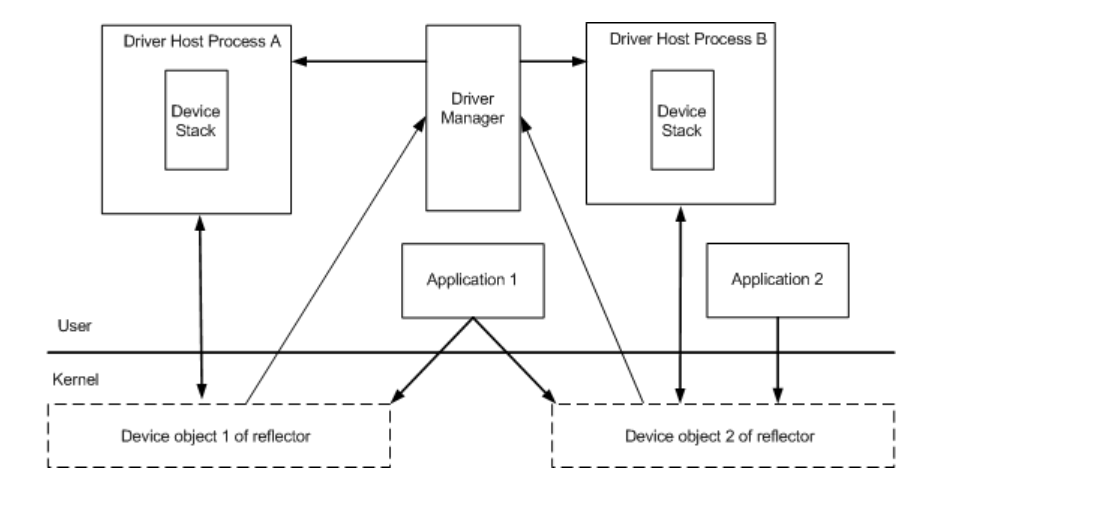 Driver Host Process A
Device
Stack
Driver
Manager
Driver Host Process B
Device
Stack
Application 1
Application 2
User
Kernel
Device object 1 of reflector
Device object 2 of reflector